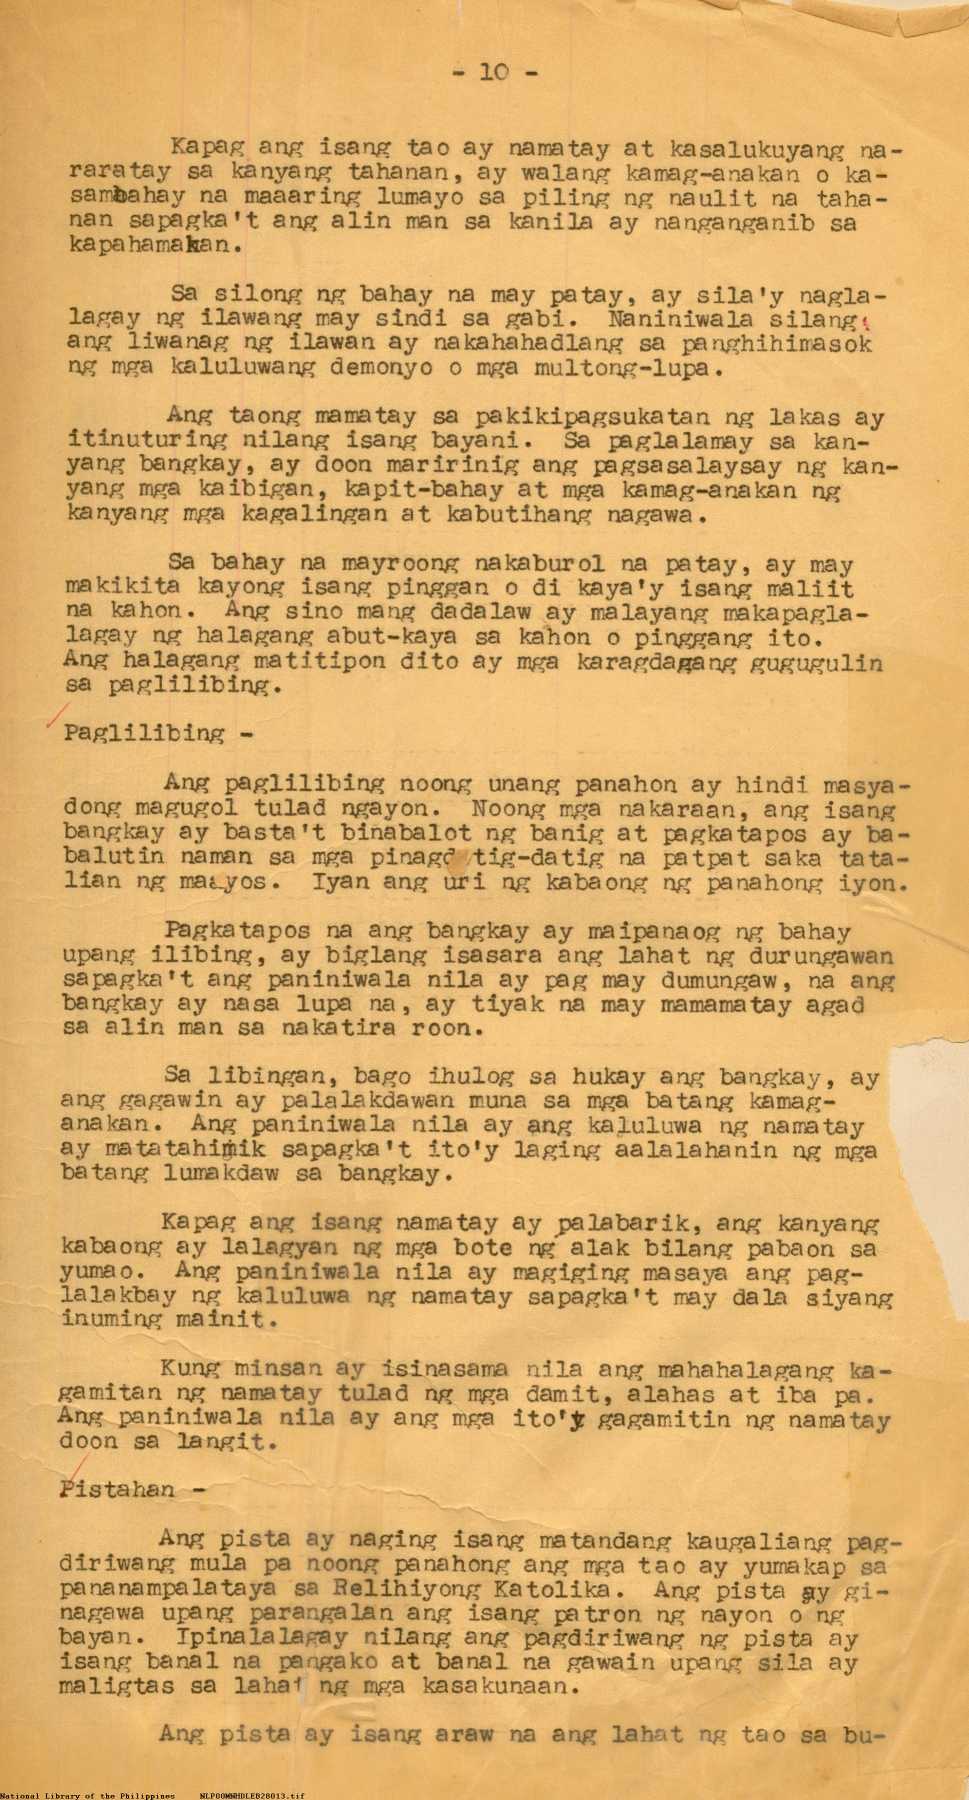 - 10 -
Kapag ang isang tao ay namatay at kasalukuyang na-
raratay sa kanyang tahanan, ay walang kamag-anakan o ka-
sambahay na maaaring lumayo sa piling ng naulit na taha-
nan sapagka't ang alin man sa kanila ay nanganganib sa
kapahamakan.
Sa silong ng bahay na may patay, ay sila'y nagla-
lagay ng ilawang may sindi sa gabi. Naniniwala silang
ang liwanag ng ilawan ay nakahahadlang sa panghihimasok
ng mga kaluluwang demonyo o mga multong-lupa.
Ang taong mamatay sa pakikipagsukatan ng lakas ay
itinuturing nilang isang bayani. Sa paglalamay sa kan-
yang bangkay, ay doon maririnig ang pagsasalaysay ng kan-
yang mga kaibigan, kapit-bahay at mga kamag-anakan ng
kanyang mga kagalingan at kabutihang nagawa.
Sa bahay na mayroong nakaburol na patay, ay may
makikita kayong isang pinggan o di kaya'y isang maliit
na kahon. Ang sino mang dadalaw ay malayang makapagla-
lagay ng halagang abut-kaya sa kahon o pinggang ito.
Ang halagang matitipon dito ay mga karagdagang gugugulin
sa paglilibing.
Paglilibing -
Ang paglilibing noong unang panahon ay hindi masya-
dong magugol tulad ngayon. Noong mga nakaraan, ang isang
bangkay ay basta't binabalot ng banig at pagkatapos ay ba-
balutin naman sa mga pinagdatig-datig na patpat saka tata-
lian ng maayos. Iyan ang uri ng kabaong ng panahong iyon.
Pagkatapos na ang bangkay ay maipanaog ng bahay
upang ilibing, ay biglang isasara ang lahat ng durungawan
sapagka't ang paniniwala nila ay pag may dumungaw, na ang
bangkay ay nasa lupa na, ay tiyak na may mamamatay agad
sa alin man sa nakatira roon.
Sa libingan, bago ihulog sa hukay ang bangkay, ay
ang gagawin ay palalakdawan muna sa mga batang kamag-
anakan. Ang paniniwala nila ay ang kaluluwa ng namatay
ay matatahimik sapagka't ito'y laging aalalahanin ng mga
batang lumakdaw sa bangkay.
Kapag ang isang namatay ay palabarik, ang kanyang
kabaong ay lalagyan ng mga bote ng alak bilang pabaon sa
yumao. Ang paniniwala nila ay magiging masaya ang pag-
lalakbay ng kaluluwa ng namatay sapagka't may dala siyang
inuming mainit.
Kung minsan ay isinasama nila ang mahahalagang ka-
gamitan ng namatay tulad ng mga damit, alahas at iba pa.
Ang paniniwala nila ay ang mga ito'y gagamitin ng namatay
doon sa langit.
Pistahan -
Ang pista ay naging isang matandang kaugaliang pag-
diriwang mula pa noong panahong ang mga tao ay yumakap sa
pananampalataya sa Relihiyong Katolika. Ang pista ay gi-
nagawa upang parangalan ang isang patron ng nayon o ng
bayan. Ipinalalagay nilang ang pagdiriwang ng pista ay
isang banal na pangako at banal na gawain upang sila ay
maligtas sa lahat ng mga kasakunaan.
Ang pista ay isang araw na ang lahat ng tao sa bu-
National Library of the Philippines NLP00MNHDLEB28013.tif